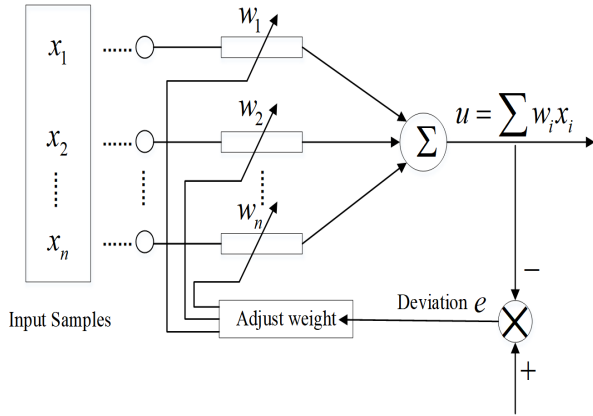 x₁ ...... w₁
x₂ ...... w₂ Σ u = ∑ wᵢxᵢ
...... ...... ......
xₙ ...... wₙ
−
Input Samples
Adjust weight
Deviation e
+